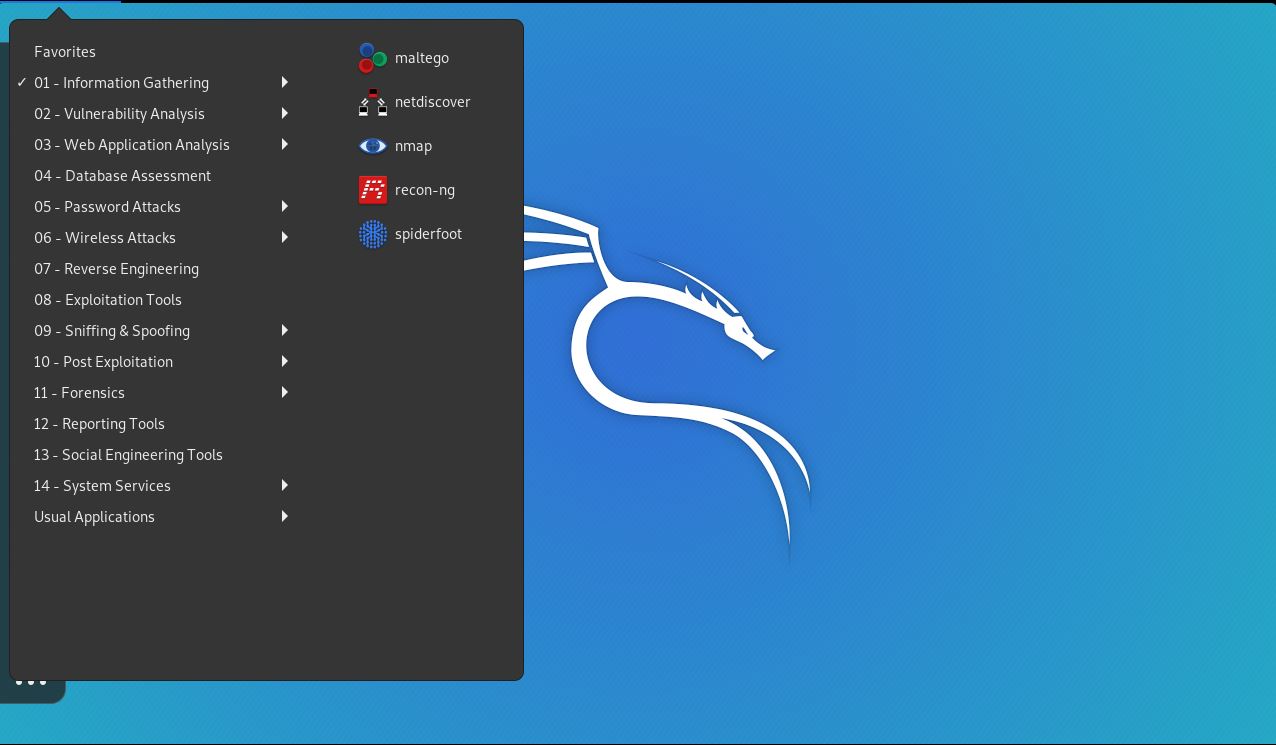 Favorites
✓ 01 - Information Gathering
02 - Vulnerability Analysis
03 - Web Application Analysis
04 - Database Assessment
05 - Password Attacks
06 - Wireless Attacks
07 - Reverse Engineering
08 - Exploitation Tools
09 - Sniffing & Spoofing
10 - Post Exploitation
11 - Forensics
12 - Reporting Tools
13 - Social Engineering Tools
14 - System Services
Usual Applications
maltego
netdiscover
nmap
recon-ng
spiderfoot